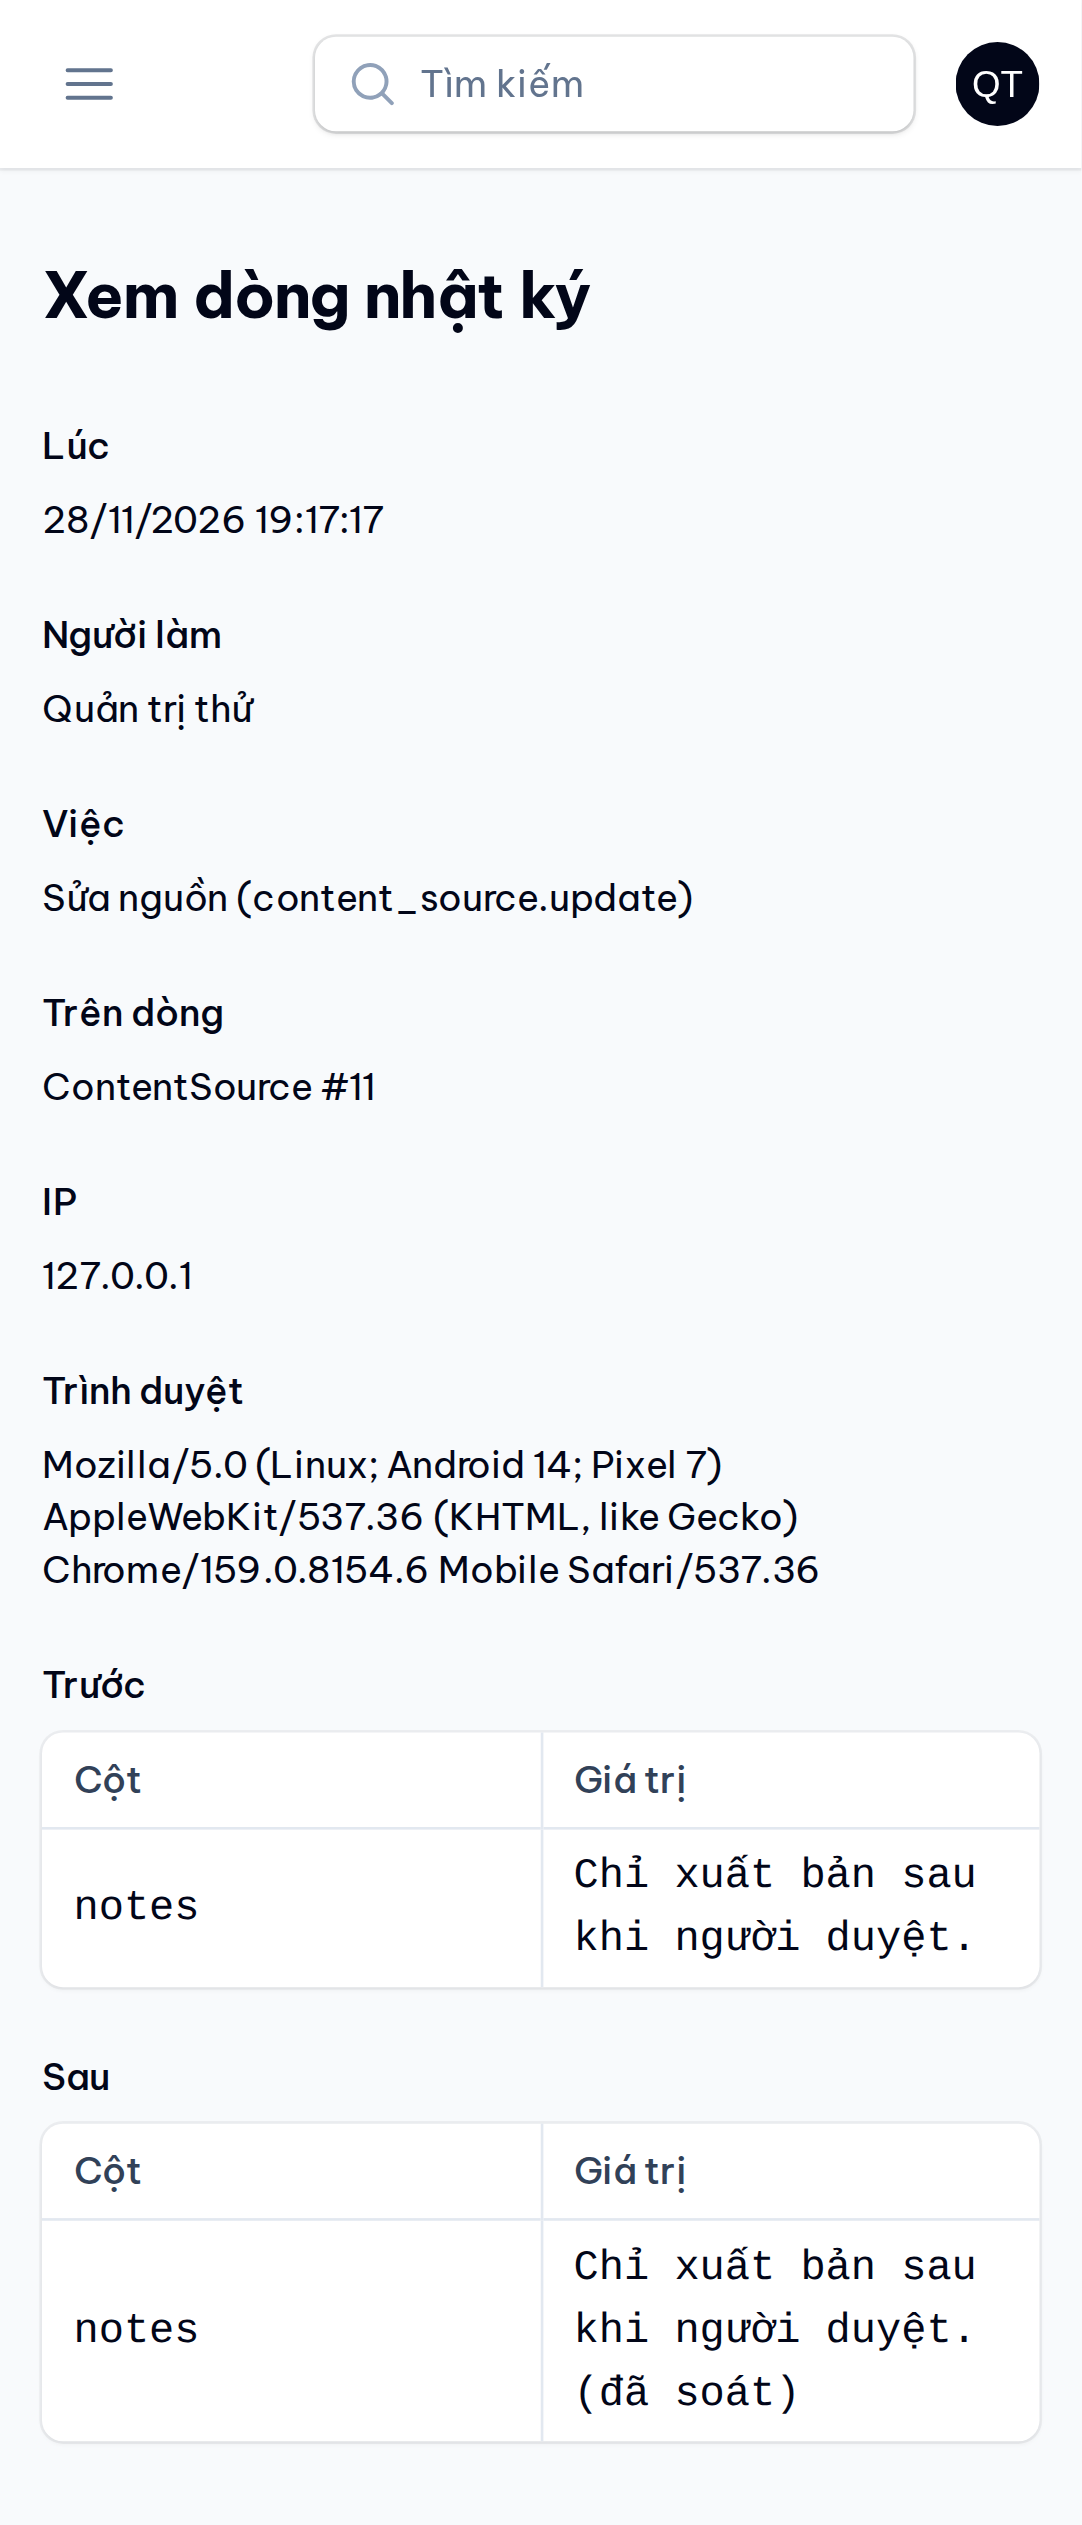 Tìm kiếm
QT
Xem dòng nhật ký
Lúc
28/11/2026 19:17:17
Người làm
Quản trị thử
Việc
Sửa nguồn (content_source.update)
Trên dòng
ContentSource #11
IP
127.0.0.1
Trình duyệt
Mozilla/5.0 (Linux; Android 14; Pixel 7)
AppleWebKit/537.36 (KHTML, like Gecko)
Chrome/159.0.8154.6 Mobile Safari/537.36
Trước
Cột
Giá trị
notes
Chỉ xuất bản sau
khi người duyệt.
Sau
Cột
Giá trị
notes
Chỉ xuất bản sau
khi người duyệt.
(đã soát)